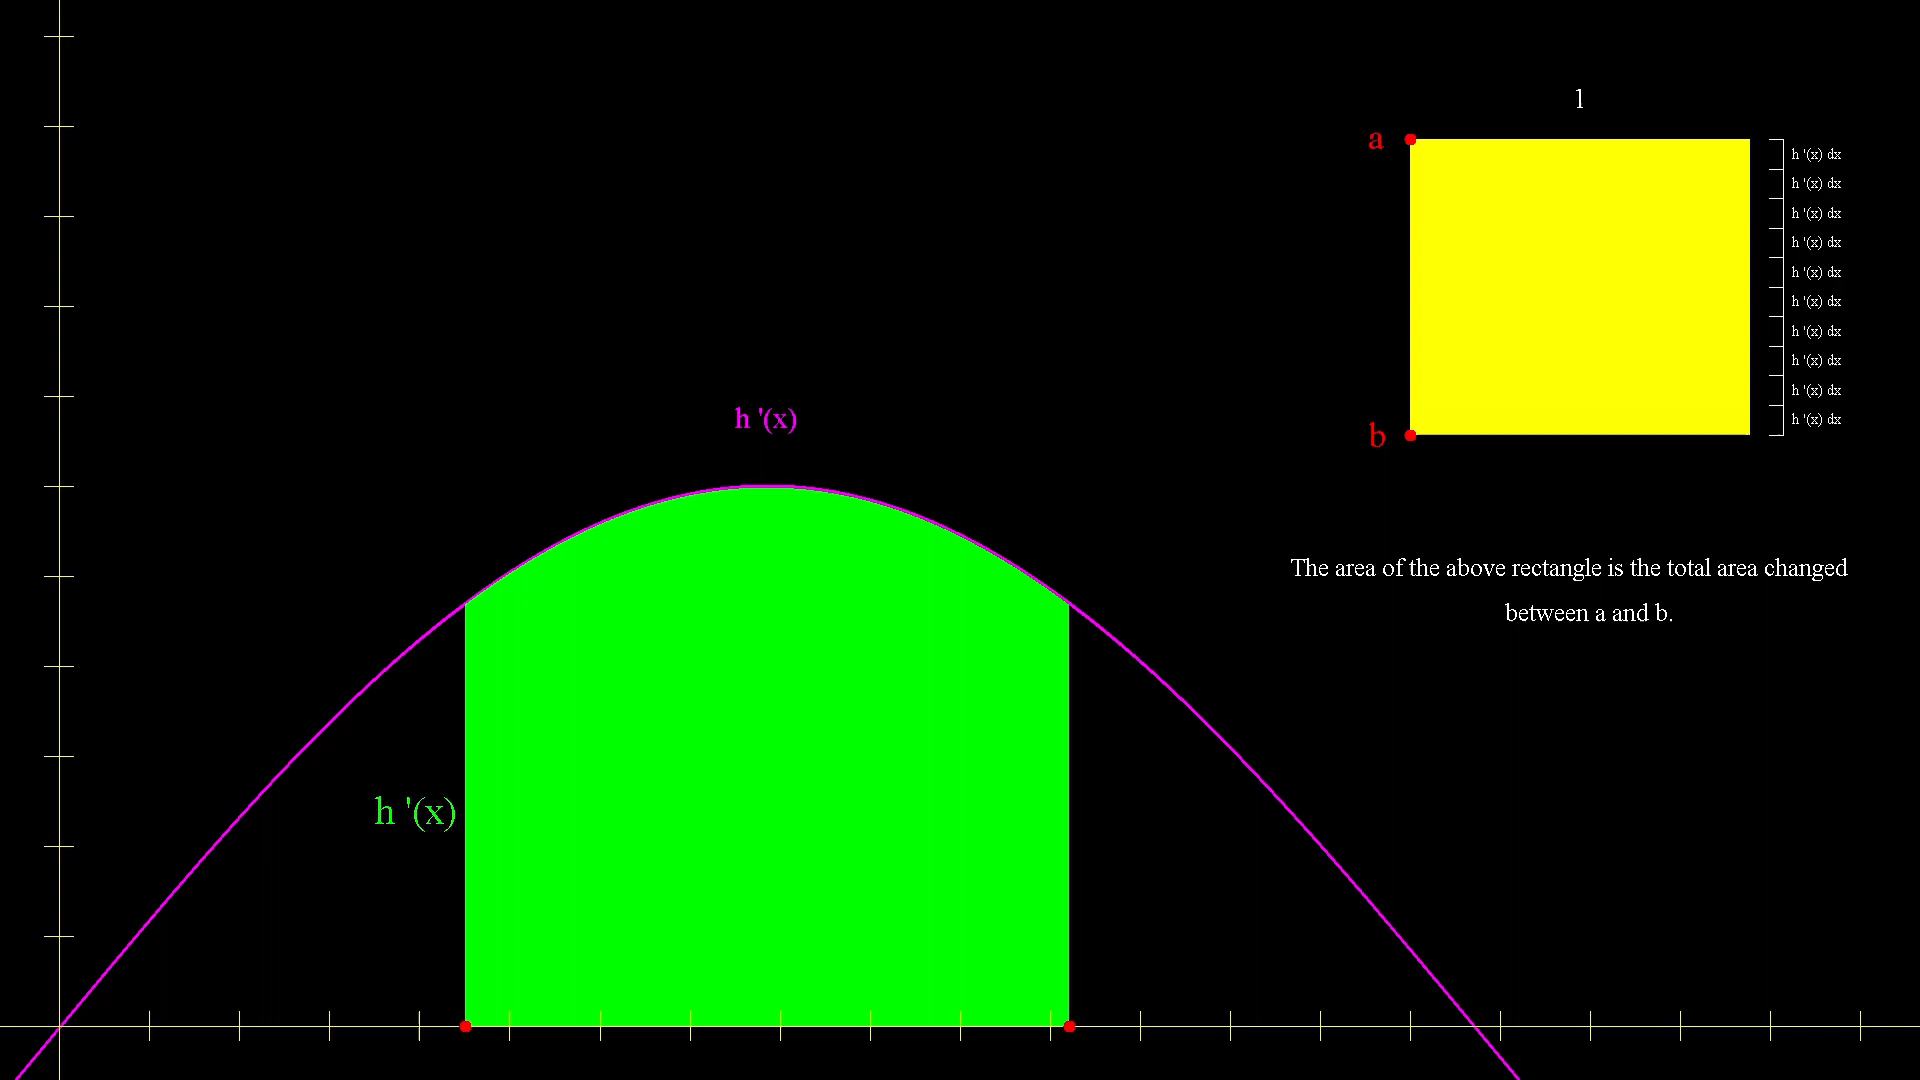 1
a
h '(x) dx
h '(x) dx
h '(x) dx
h '(x) dx
h '(x) dx
h '(x) dx
h '(x) dx
h '(x) dx
h '(x) dx
h '(x) dx
b
h '(x)
The area of the above rectangle is the total area changed
between a and b.
h '(x)